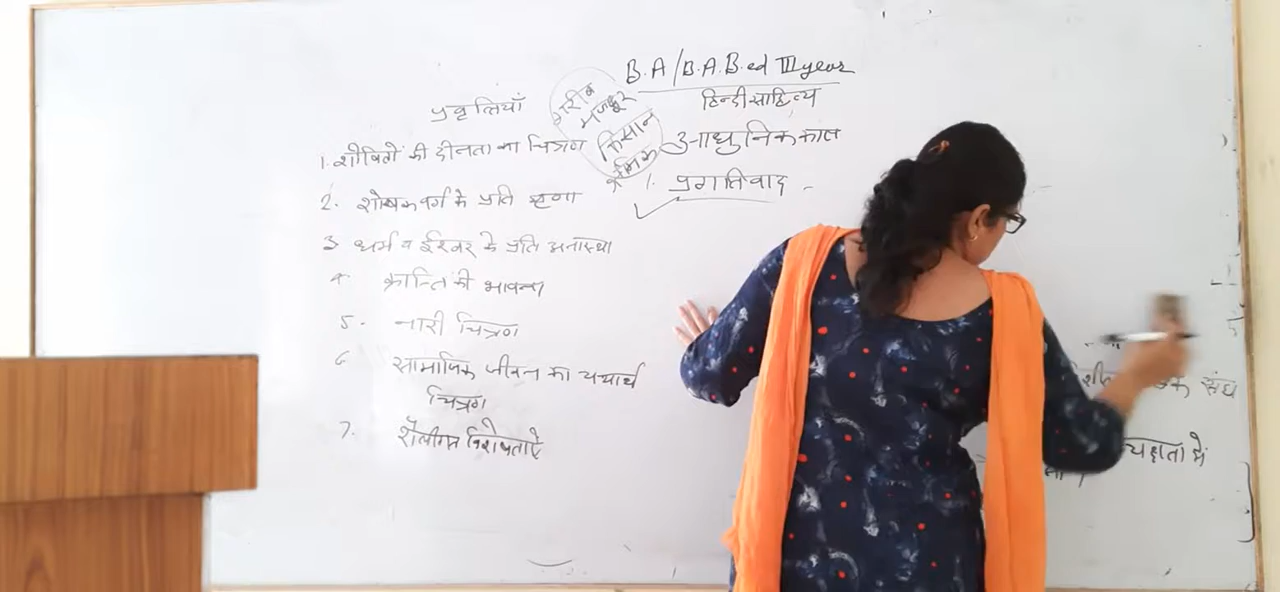 B.A/B.A.B.ed III year
हिन्दी साहित्य
आधुनिक काल
1. प्रगतिवाद -
गरीब
मजदूर
किसान
श्रमिक
प्रवृत्तियाँ
1. शोषितों की दीनता का चित्रण
2. शोषक वर्ग के प्रति घृणा
3 धर्म व ईश्वर के प्रति अनास्था
4 क्रान्ति की भावना
5. नारी चित्रण
6 सामाजिक जीवन का यथार्थ
चित्रण
7. शैलीगत विशेषताऐं
संघ
में